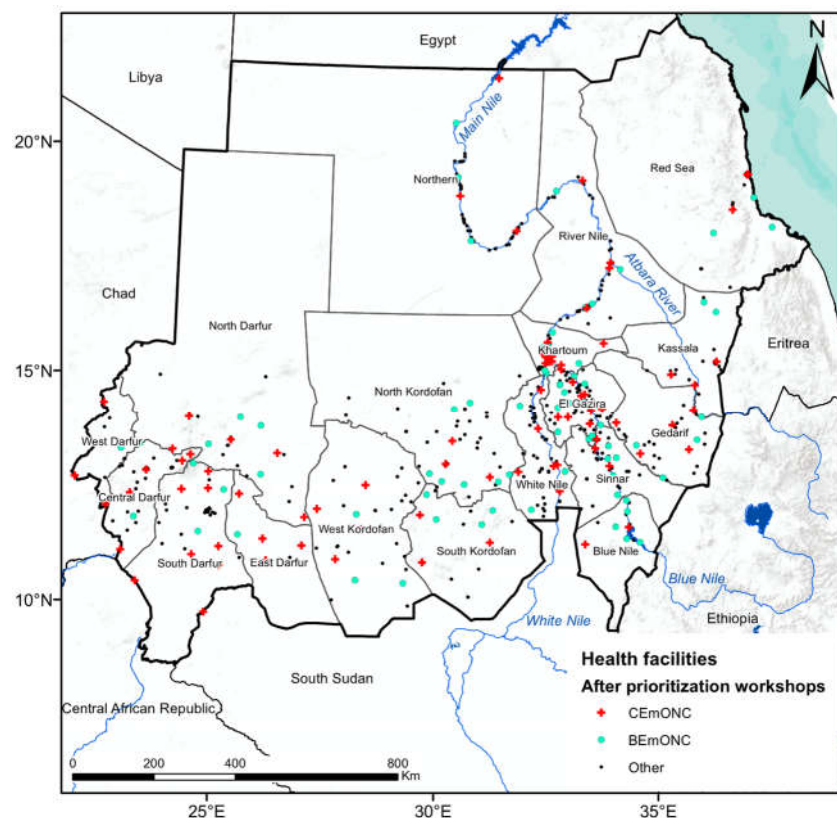 Egypt
N
Libya
20°N
Main Nile
Red Sea
Northern
River Nile
Atbara River
Chad
North Darfur
15°N
Khartoum
Kassala
Eritrea
North Kordofan
El Gazira
West Darfur
Gedarif
Central Darfur
White Nile
Sinnar
West Kordofan
South Kordofan
South Darfur
East Darfur
Blue Nile
10°N
Blue Nile
White Nile
Ethiopia
Health facilities
South Sudan
After prioritization workshops
Central African Republic
CEmONC
BEmONC
0 200 400 800
Km
Other
25°E 30°E 35°E